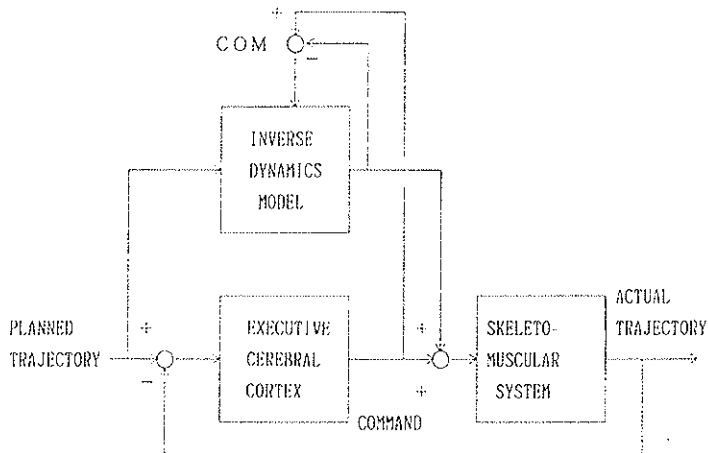 +
COM
−
INVERSE
DYNAMICS
MODEL
PLANNED
TRAJECTORY
+
−
EXECUTIVE
CEREBRAL
CORTEX
COMMAND
+
+
SKELETO-
MUSCULAR
SYSTEM
ACTUAL
TRAJECTORY